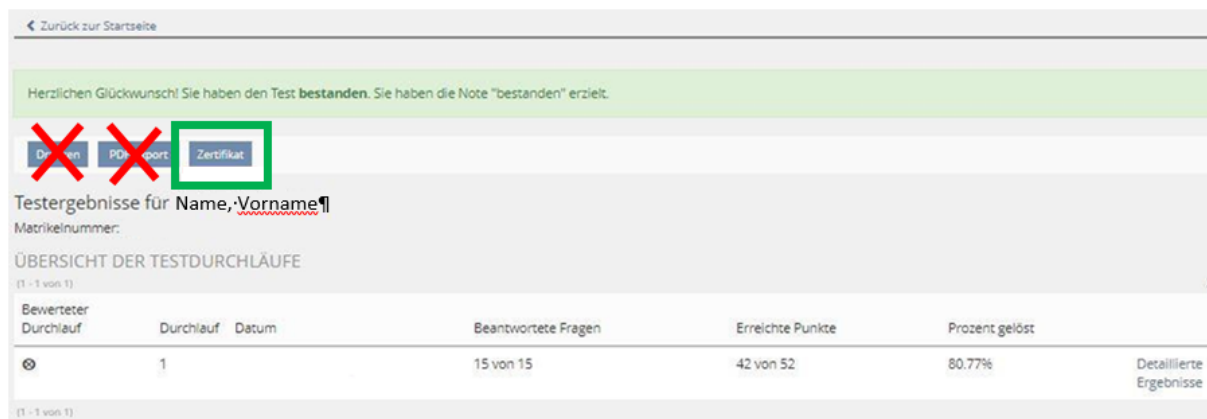 Zurück zur Startseite
Herzlichen Glückwunsch! Sie haben den Test bestanden. Sie haben die Note "bestanden" erzielt.
Zertifikat
Testergebnisse für Name,·Vorname¶
Matrikelnummer:
ÜBERSICHT DER TESTDURCHLÄUFE
(1 - 1 von 1)
Bewerteter
Durchlauf Durchlauf Datum Beantwortete Fragen Erreichte Punkte Prozent gelöst
1 15 von 15 42 von 52 80.77% Detaillierte
Ergebnisse
(1 - 1 von 1)